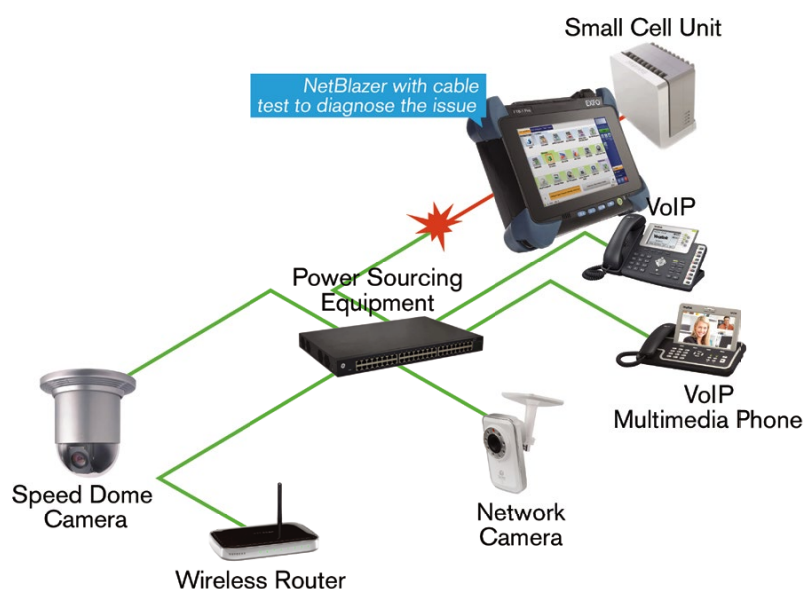 Small Cell Unit
NetBlazer with cable
test to diagnose the issue
EXFO
VoIP
Power Sourcing
Equipment
VoIP
Multimedia Phone
Speed Dome
Camera
Network
Camera
Wireless Router